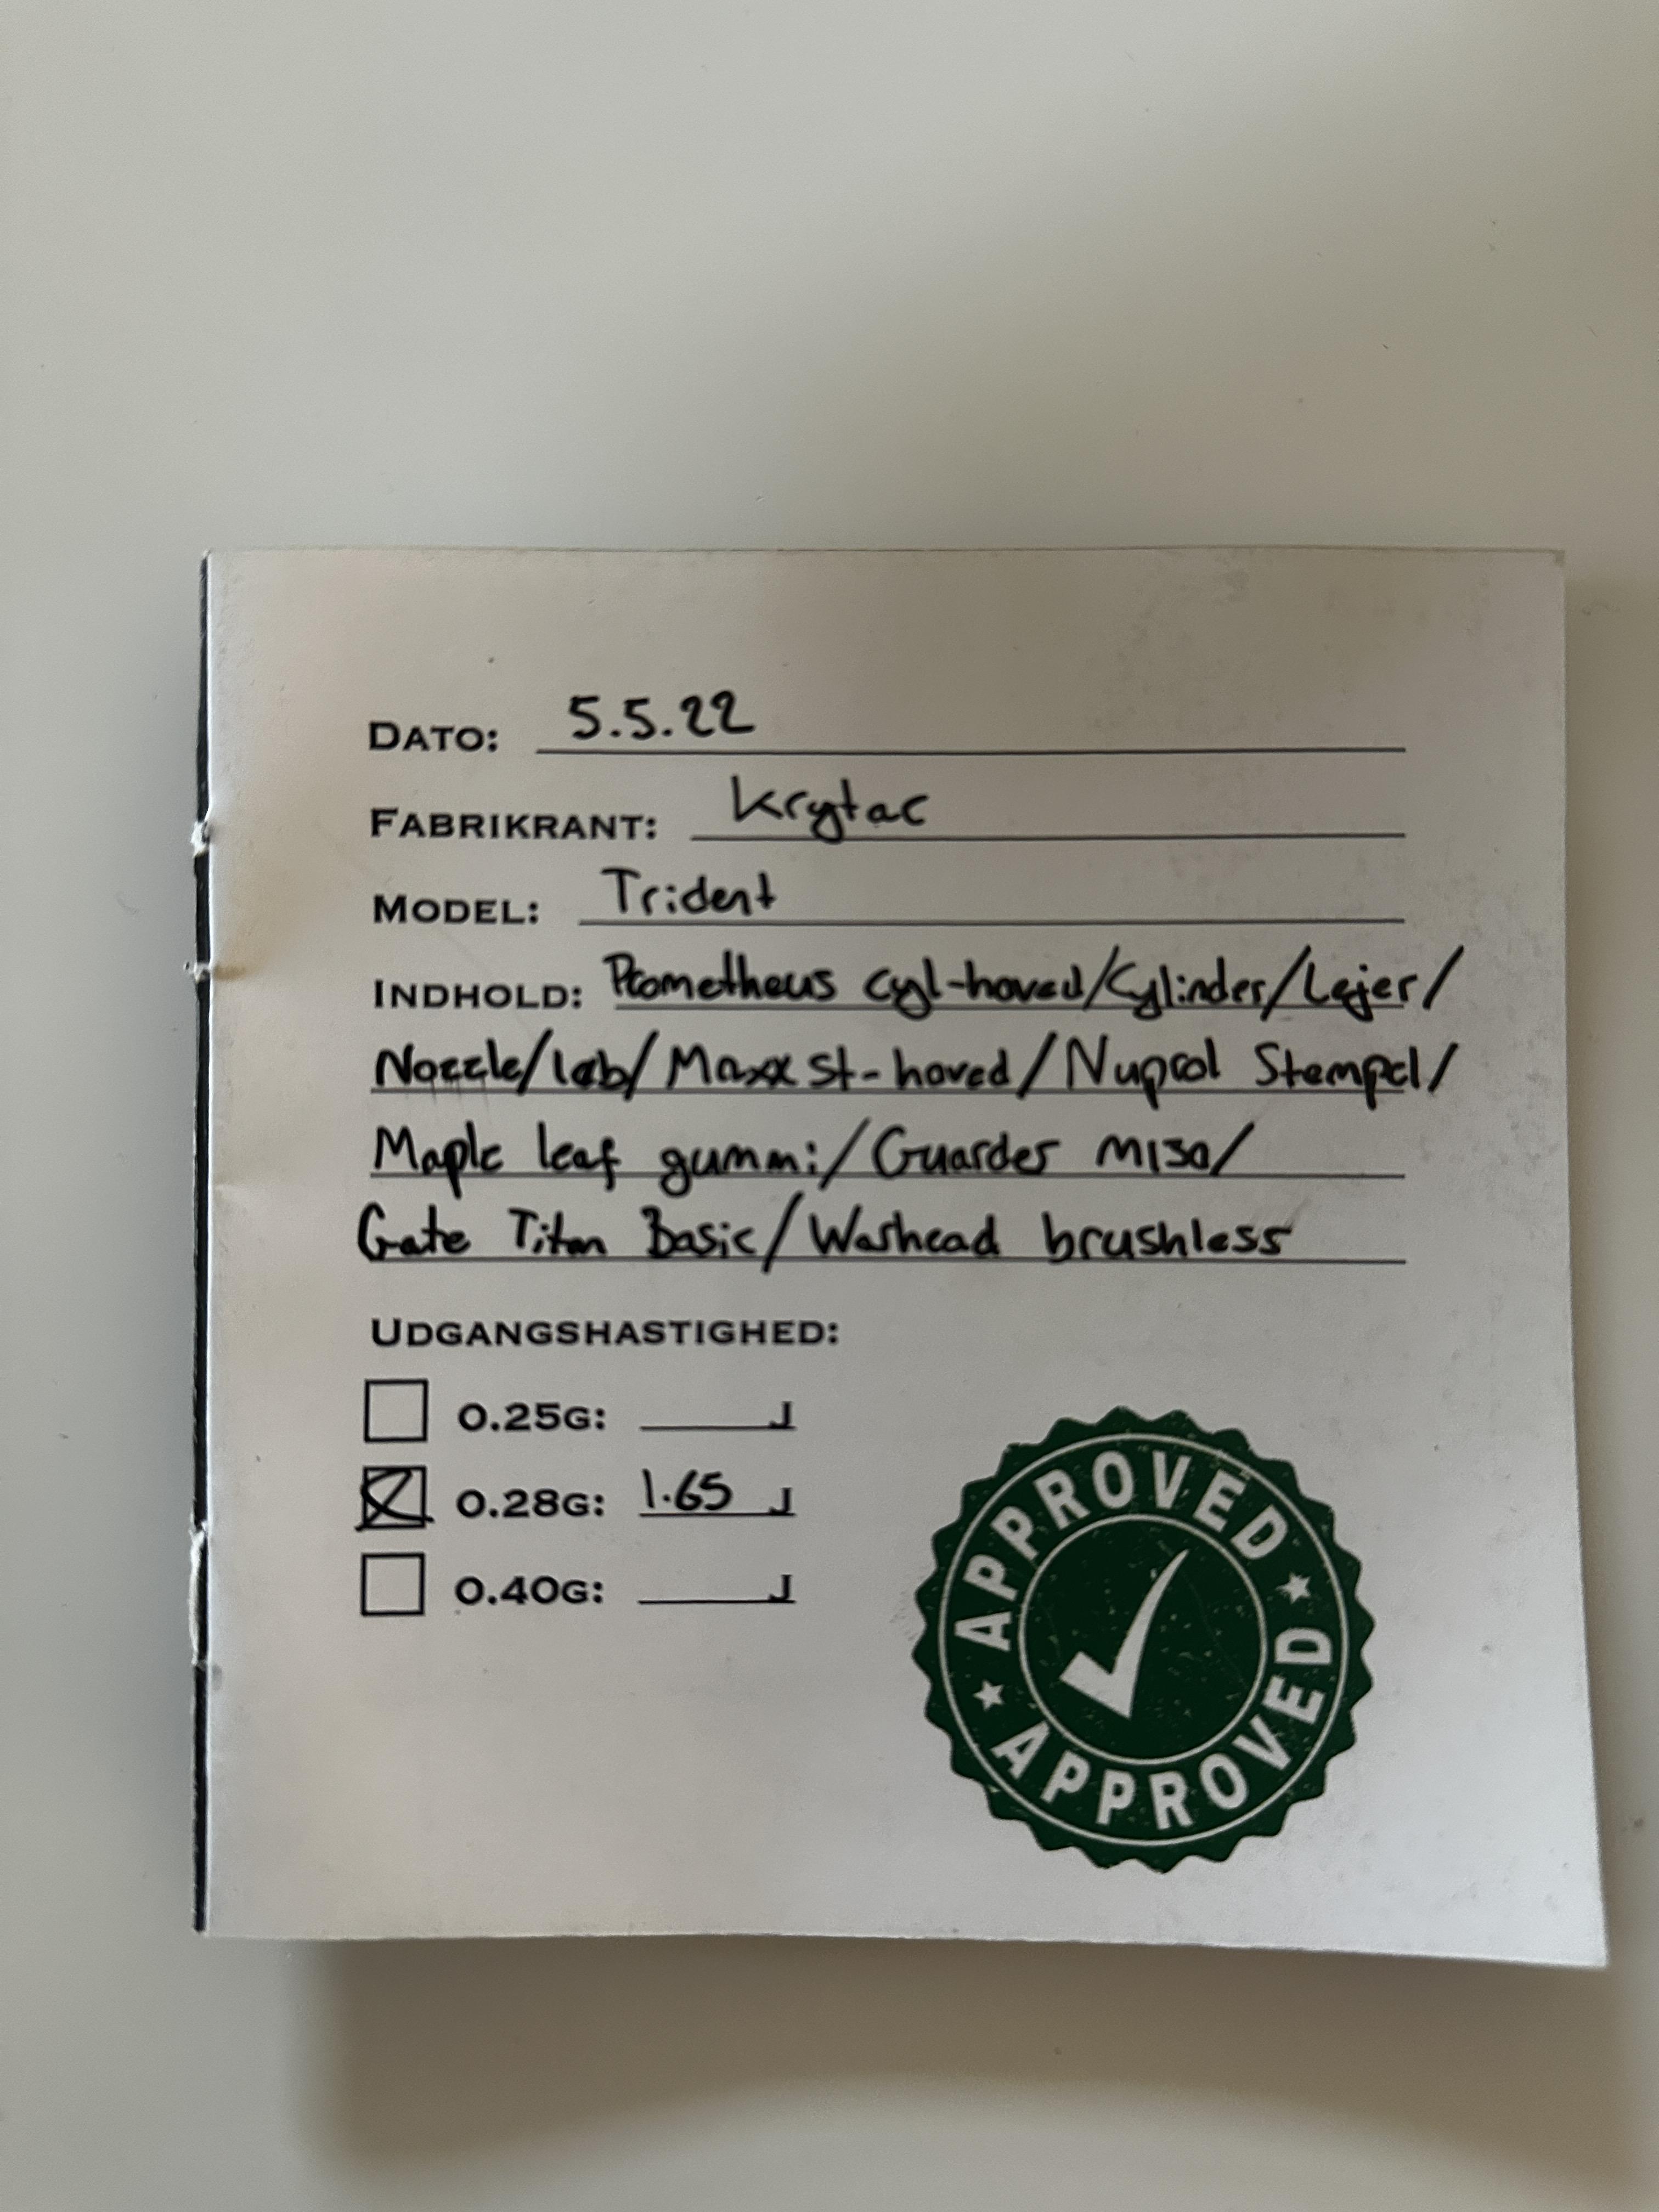 DATO: 5.5.22
FABRIKRANT: Krytac
MODEL: Trident
INDHOLD: Prometheus cyl-hoved/Cylinder/Lejer/
Nozzle/løb/Maxx St-hoved/Nuprol Stempel/
Maple leaf gummi/Guarder M130/
Gate Titan Basic/Warhead brushless
UDGANGSHASTIGHED:
0.25G: J
0.28G: 1.65 J
0.40G: J
APPROVED
APPROVED